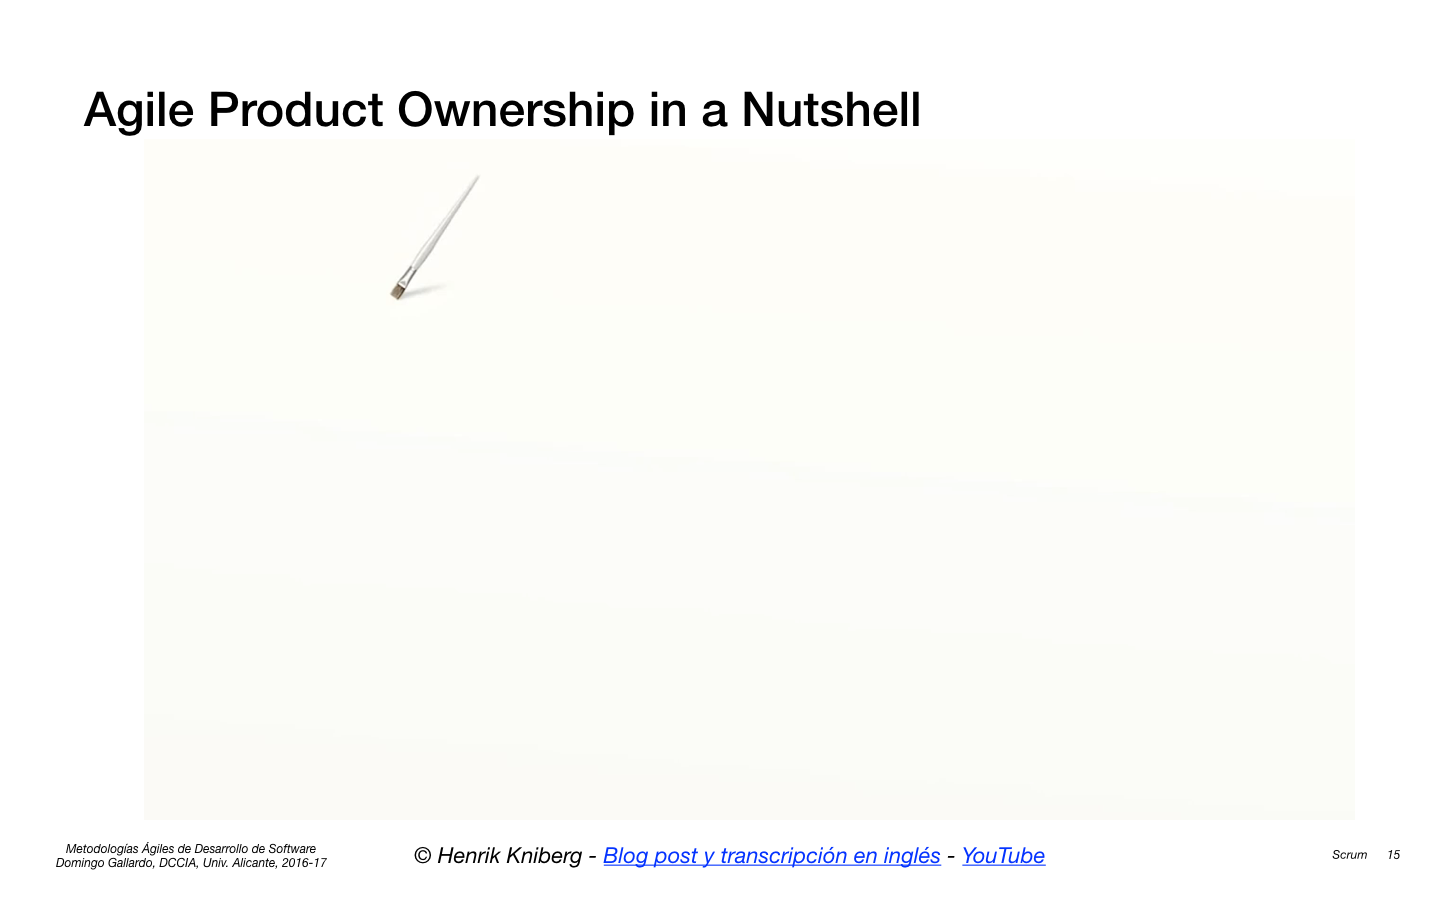 Agile Product Ownership in a Nutshell
Metodologías Ágiles de Desarrollo de Software
Domingo Gallardo, DCCIA, Univ. Alicante, 2016-17
© Henrik Kniberg - Blog post y transcripción en inglés - YouTube
Scrum 15